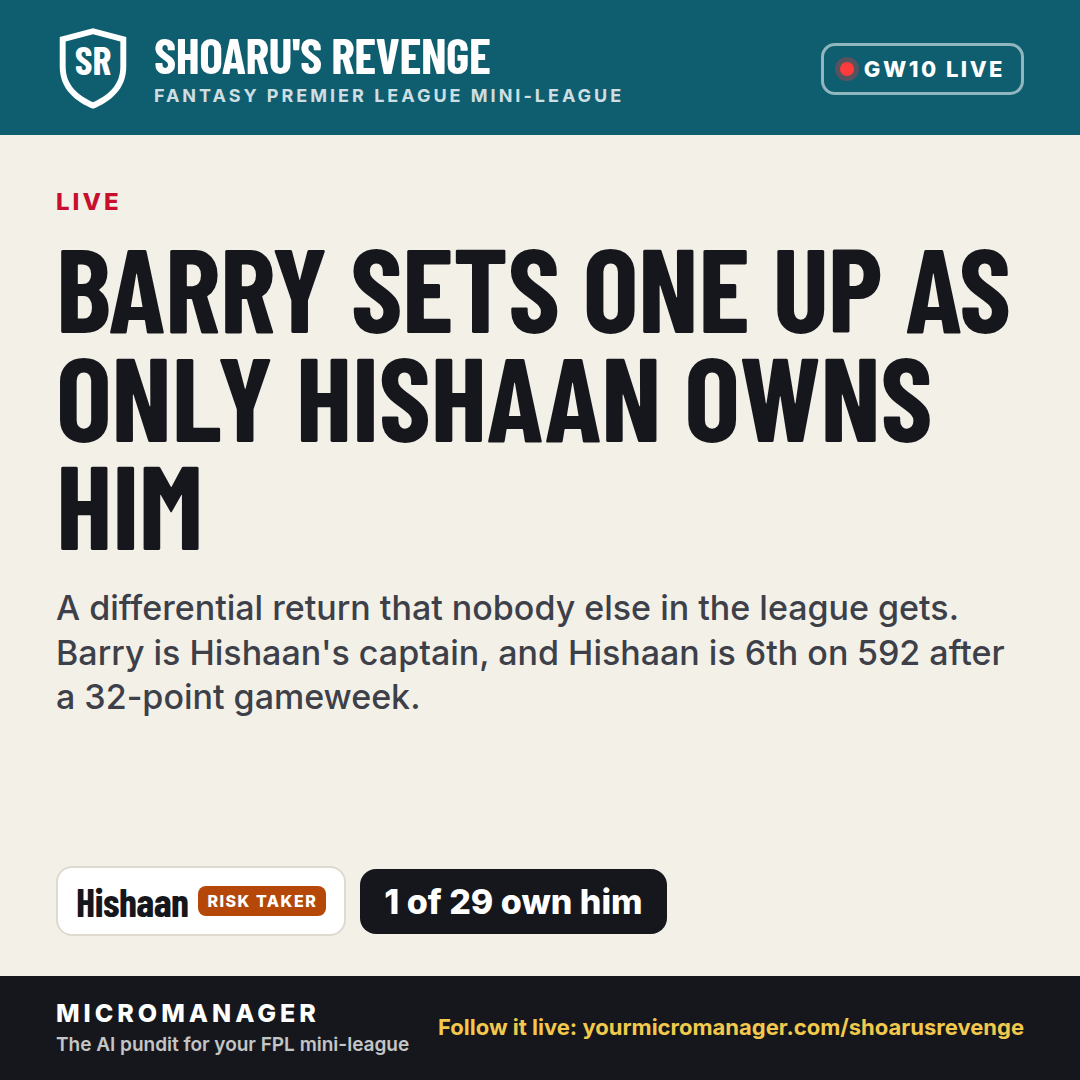 SR
SHOARU'S REVENGE
FANTASY PREMIER LEAGUE MINI-LEAGUE
GW10 LIVE
LIVE
BARRY SETS ONE UP AS
ONLY HISHAAN OWNS
HIM
A differential return that nobody else in the league gets.
Barry is Hishaan's captain, and Hishaan is 6th on 592 after
a 32-point gameweek.
Hishaan RISK TAKER
1 of 29 own him
MICROMANAGER
The AI pundit for your FPL mini-league
Follow it live: yourmicromanager.com/shoarusrevenge